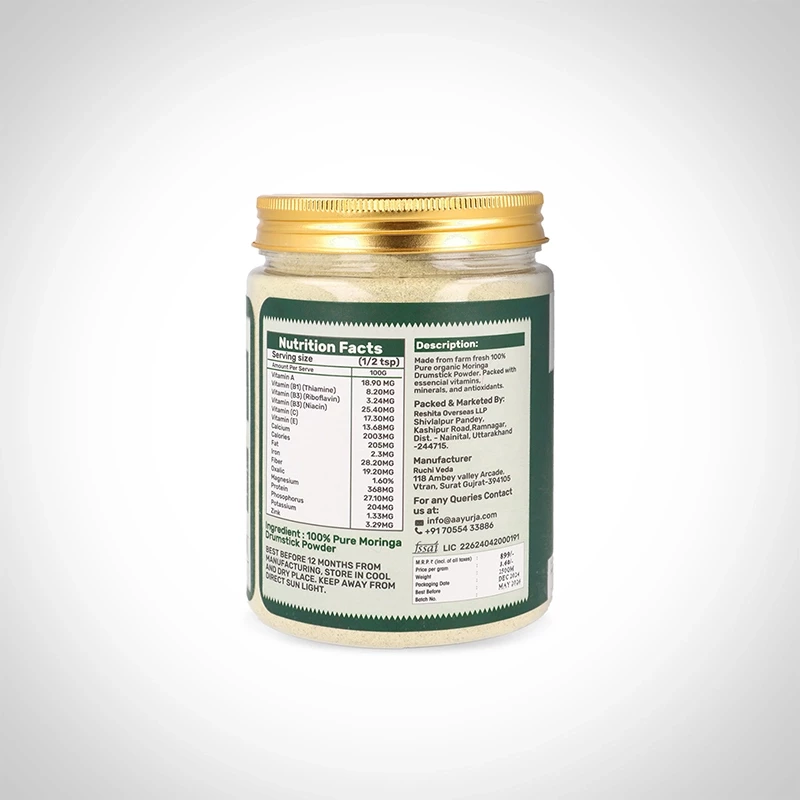 Nutrition Facts
Serving size (1/2 tsp)
Amount Per Serve 100G
Vitamin A 18.90 MG
Vitamin (B1) (Thiamine) 8.20MG
Vitamin (B3) (Riboflavin) 3.24MG
Vitamin (B3) (Niacin) 25.40MG
Vitamin (C) 17.30MG
Vitamin (E) 13.68MG
Calcium 2003MG
Calories 205MG
Fat 2.3MG
Iron 28.20MG
Fiber 19.20MG
Oxalic 1.60%
Magnesium 368MG
Protein 27.10MG
Phosophorus 204MG
Potassium 1.33MG
Zink 3.29MG
Ingredient : 100% Pure Moringa
Drumstick Powder
BEST BEFORE 12 MONTHS FROM
MANUFACTURING, STORE IN COOL
AND DRY PLACE. KEEP AWAY FROM
DIRECT SUN LIGHT.
Description:
Made from farm fresh 100%
Pure organic Moringa
Drumstick Powder. Packed with
essencial vitamins,
minerals, and antioxidants.
Packed & Marketed By:
Reshita Overseas LLP
Shivlalpur Pandey,
Kashipur Road,Ramnagar,
Dist. - Nainital, Uttarakhand
-244715.
Manufacturer
Ruchi Veda
118 Ambey valley Arcade,
Vtran, Surat Gujrat-394105
For any Queries Contact
us at:
info@aayurja.com
+91 70554 33886
fssai LIC 22624042000191
M.R.P.₹ (Incl. of all taxes) 899/-
Price per gram
Weight
Packaging Date DEC 2024
Best Before
Batch No.